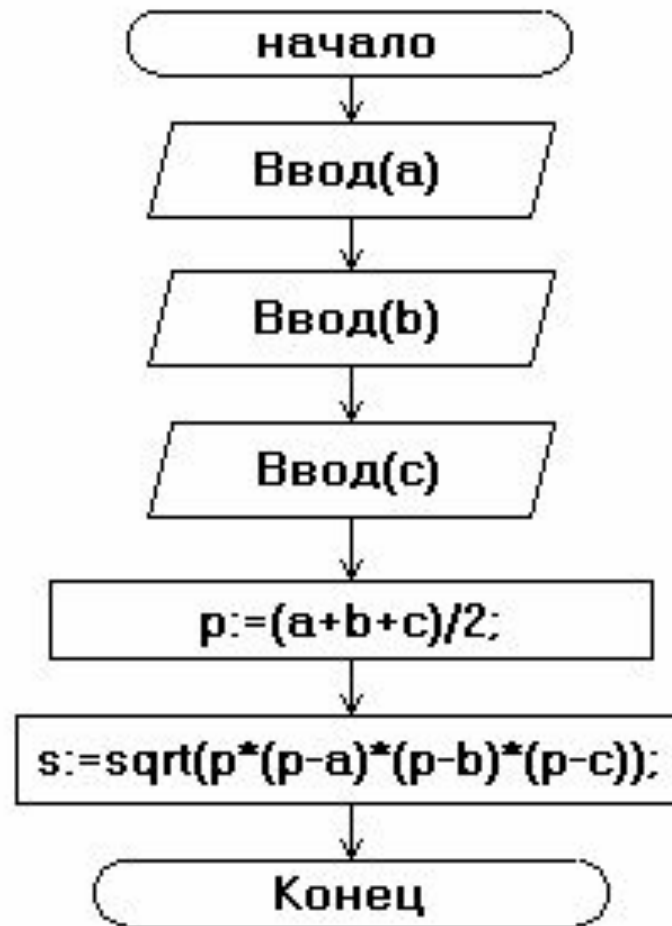 начало
Ввод(a)
Ввод(b)
Ввод(c)
p:=(a+b+c)/2;
s:=sqrt(p*(p-a)*(p-b)*(p-c));
Конец